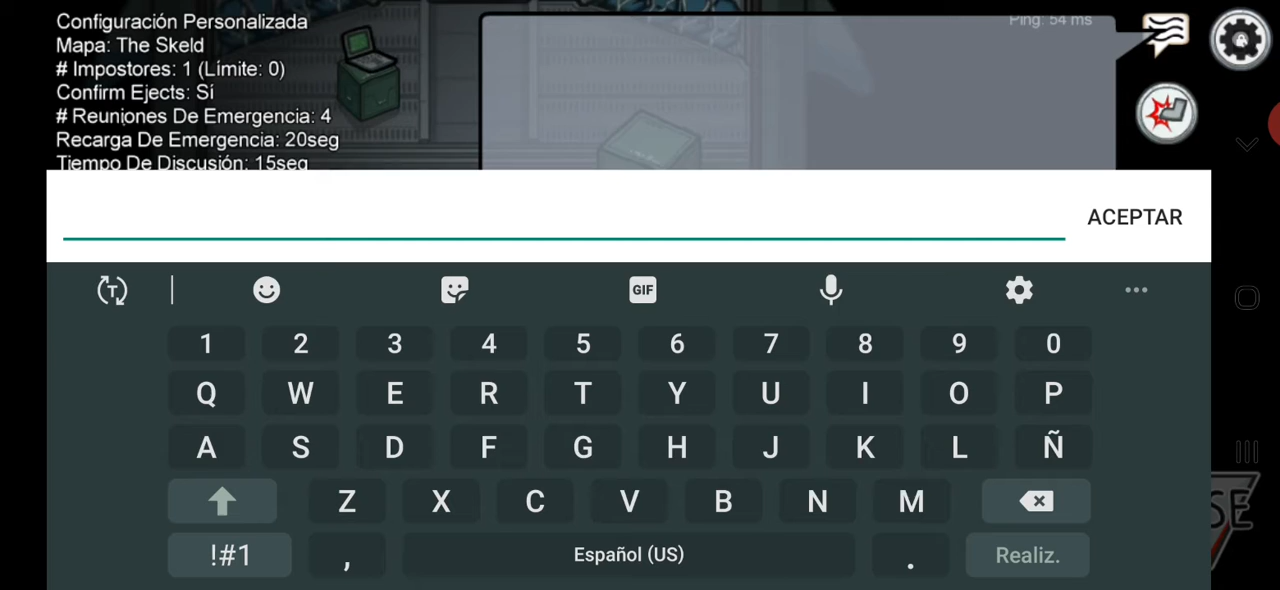 Configuración Personalizada
Mapa: The Skeld
# Impostores: 1 (Límite: 0)
Confirm Ejects: Sí
# Reuniones De Emergencia: 4
Recarga De Emergencia: 20seg
Tiempo De Discusión: 15seg
Ping: 54 ms
ACEPTAR
T
GIF
1 2 3 4 5 6 7 8 9 0
Q W E R T Y U I O P
A S D F G H J K L Ñ
Z X C V B N M
!#1 , Español (US) . Realiz.